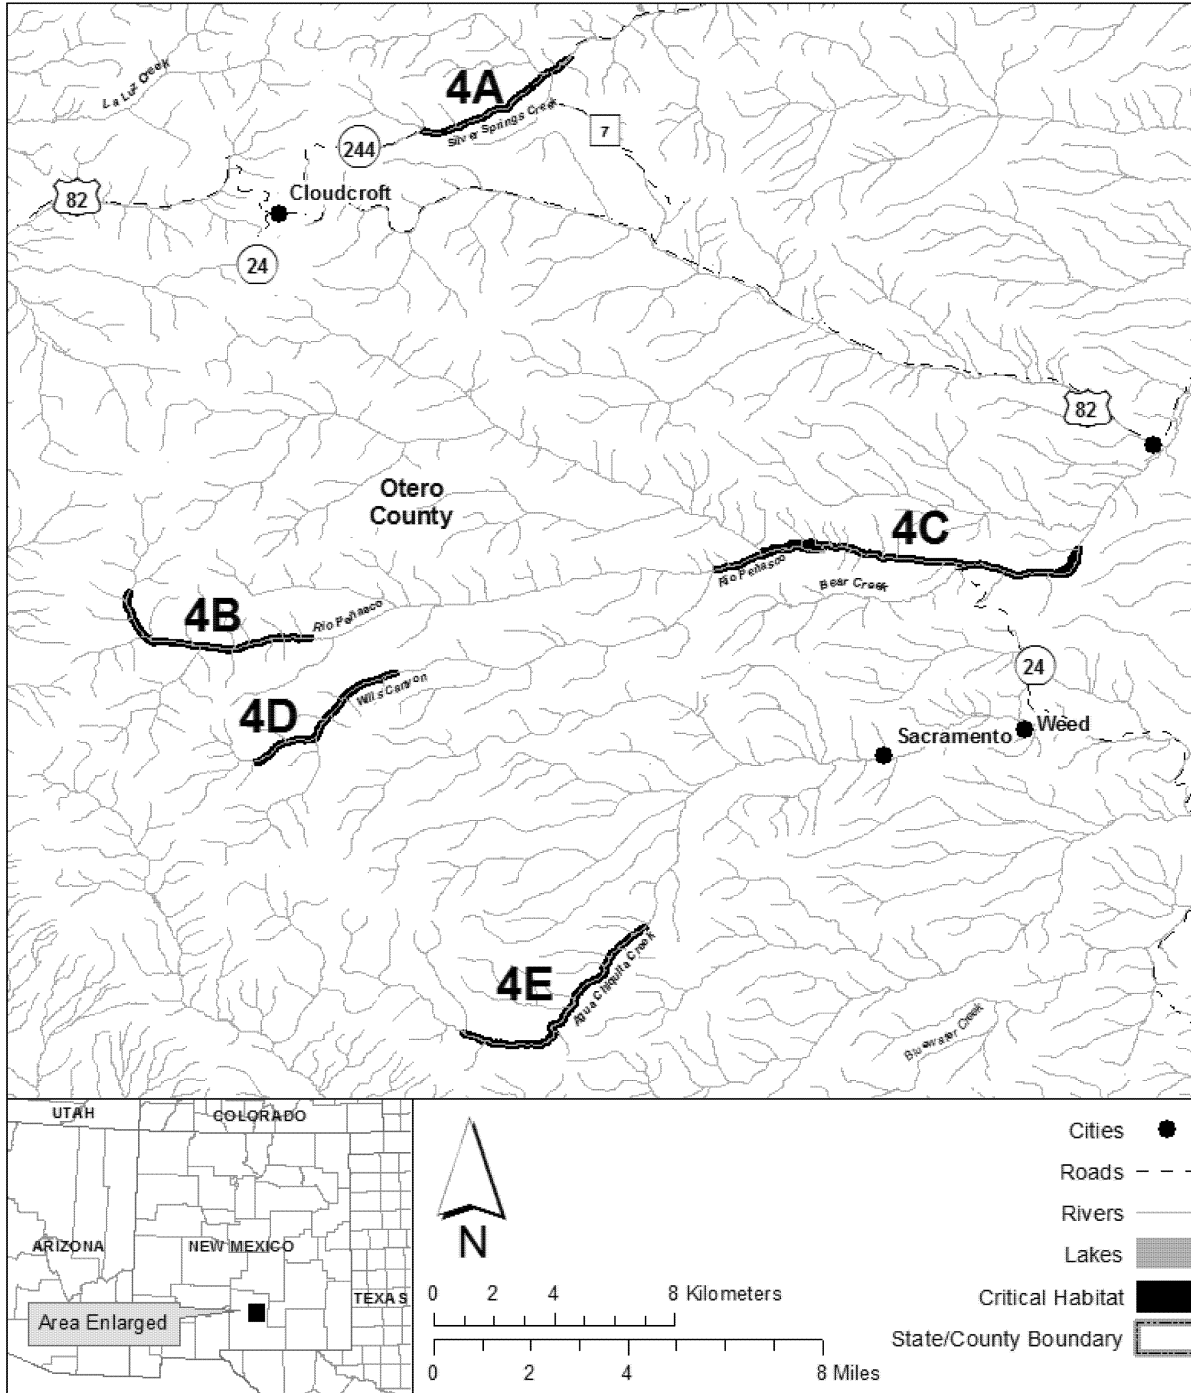 La Luz Creek
4A
Silver Springs Creek
7
244
82
Cloudcroft
24
82
Otero
County
4C
Rio Peñasco
Bear Creek
4B
Rio Peñasco
24
4D
Wills Canyon
Weed
Sacramento
4E
Agua Chiquita Creek
Bluewater Creek
UTAH
COLORADO
ARIZONA
NEW MEXICO
TEXAS
Area Enlarged
N
0 2 4 8 Kilometers
0 2 4 8 Miles
Cities
Roads
Rivers
Lakes
Critical Habitat
State/County Boundary